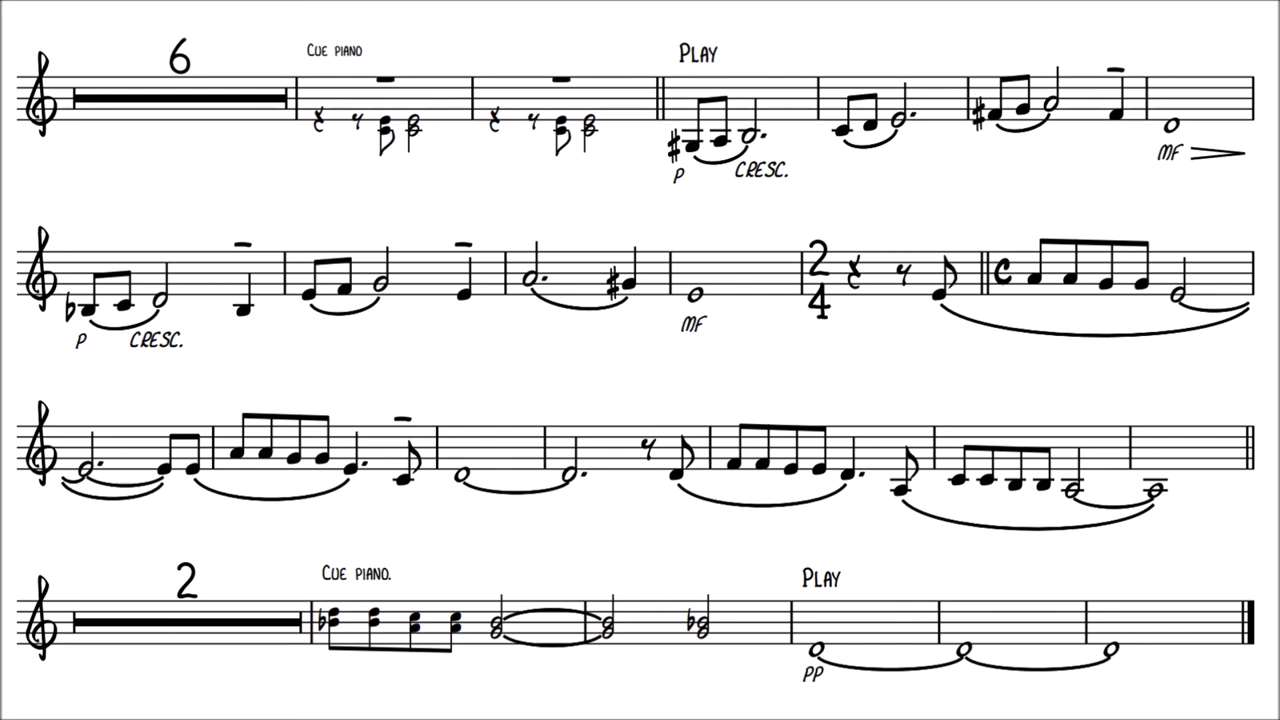 6
CUE PIANO
PLAY
P CRESC. MF
2
4
P CRESC. MF
2
CUE PIANO.
PLAY
PP